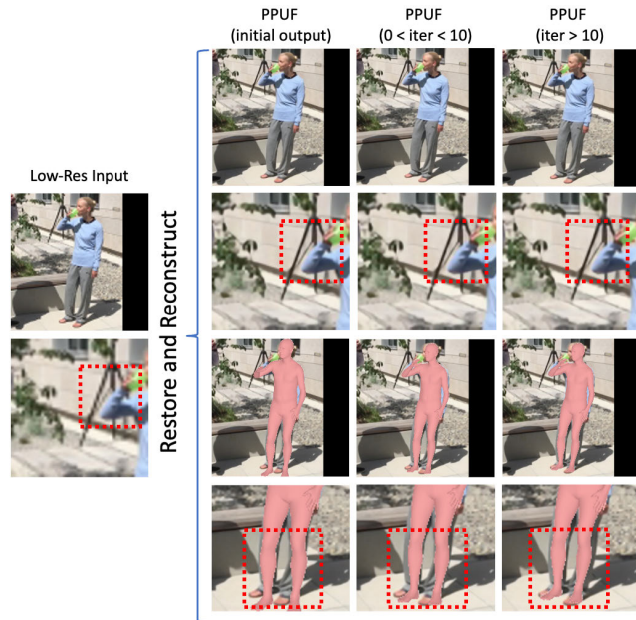 PPUF
(initial output)
PPUF
(0 < iter < 10)
PPUF
(iter > 10)
Low-Res Input
Restore and Reconstruct